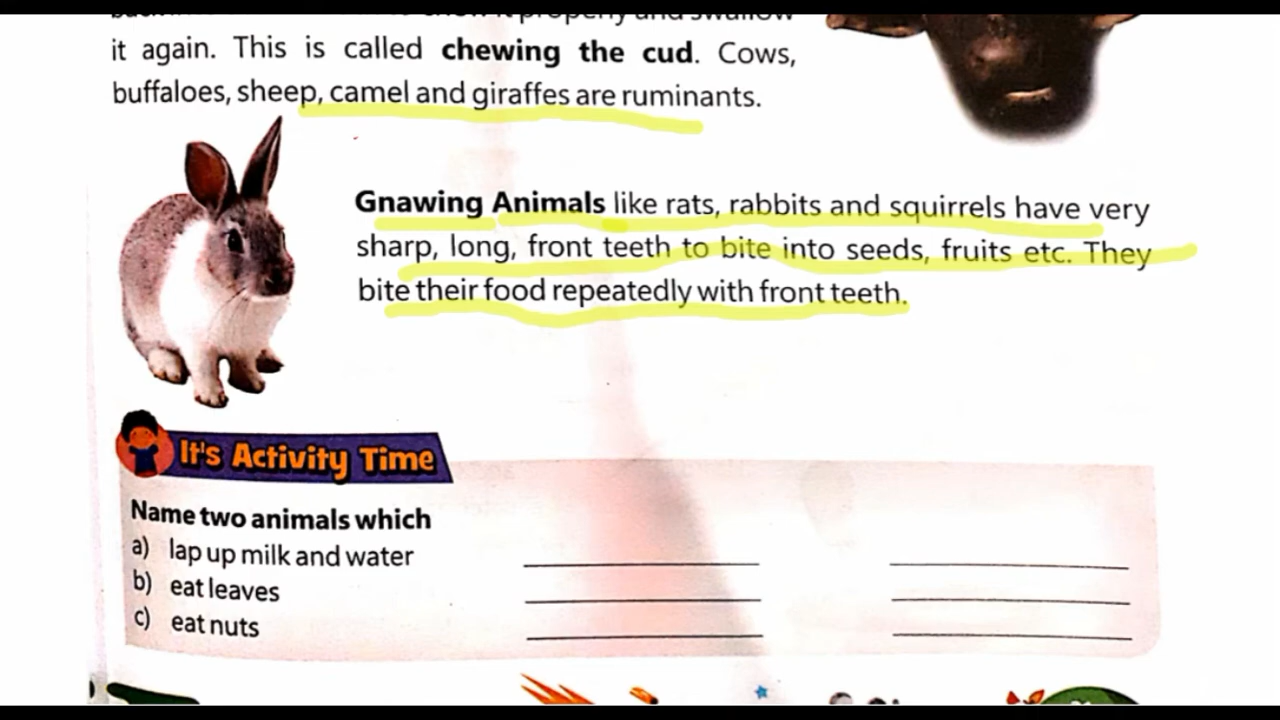 it again. This is called chewing the cud. Cows,
buffaloes, sheep, camel and giraffes are ruminants.
Gnawing Animals like rats, rabbits and squirrels have very
sharp, long, front teeth to bite into seeds, fruits etc. They
bite their food repeatedly with front teeth.
It's Activity Time
Name two animals which
a) lap up milk and water
b) eat leaves
c) eat nuts